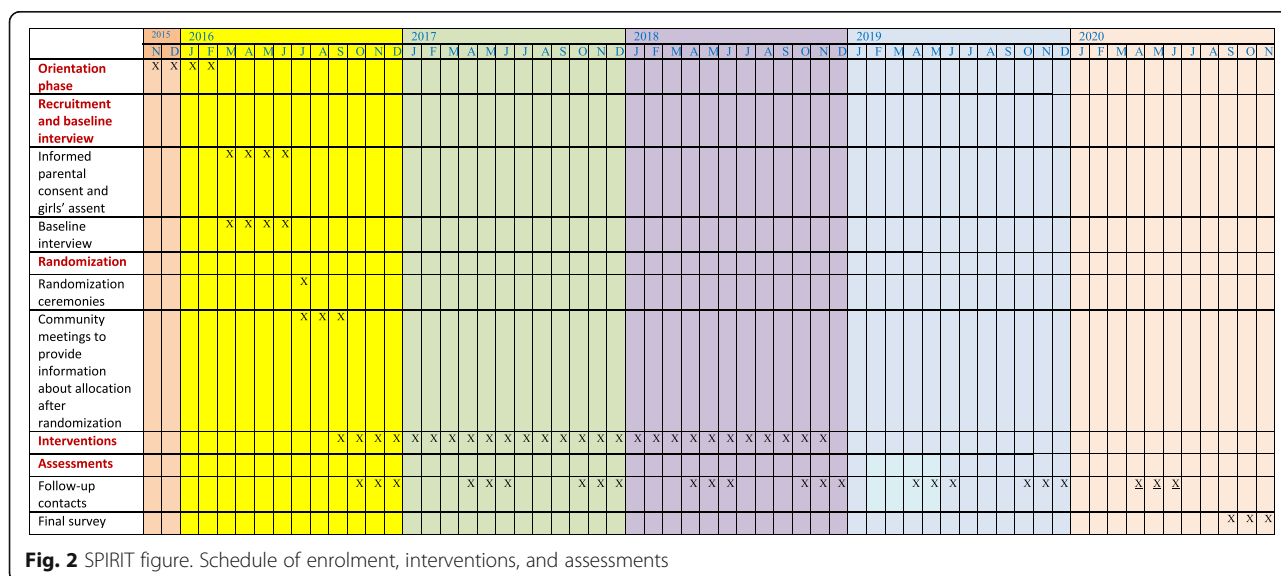 2015 2016 2017 2018 2019 2020
N D J F M A M J J A S O N D J F M A M J J A S O N D J F M A M J J A S O N D J F M A M J J A S O N D J F M A M J J A S O N
Orientation X X X X
phase
Recruitment
and baseline
interview
Informed X X X X
parental
consent and
girls' assent
Baseline X X X X
interview
Randomization
Randomization X
ceremonies
Community X X X
meetings to
provide
information
about allocation
after
randomization
Interventions X X X X X X X X X X X X X X X X X X X X X X X X X X X
Assessments
Follow-up X X X X X X X X X X X X X X X X X X X X X X X X
contacts
Final survey X X X
Fig. 2 SPIRIT figure. Schedule of enrolment, interventions, and assessments